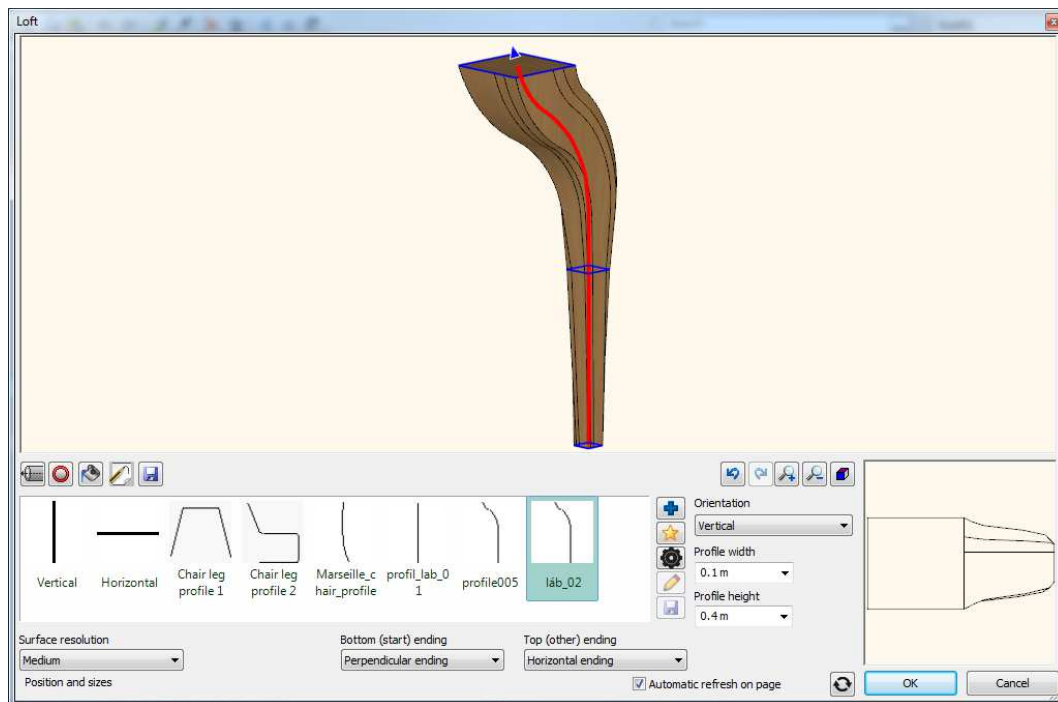 Loft
Orientation
Vertical
Vertical
Horizontal
Chair leg
profile 1
Chair leg
profile 2
Marseille_c
hair_profile
profil_lab_0
1
profile005
láb_02
Profile width
0.1 m
Profile height
0.4 m
Surface resolution
Medium
Bottom (start) ending
Perpendicular ending
Top (other) ending
Horizontal ending
Position and sizes
Automatic refresh on page
OK
Cancel